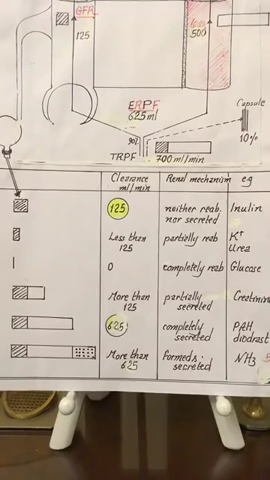 GFR
125
500
ERPF
625 ml
Capsule
90%
10%
TRPF
700 ml/min
Clearance ml/min
Renal mechanism
eg
125
neither reab. nor secreted
Inulin
Less than 125
partially reab
K+ Urea
0
completely reab
Glucose
More than 125
partially secreted
Creatinine
625
completely secreted
PAH diodrast
More than 625
formed & secreted
NH3